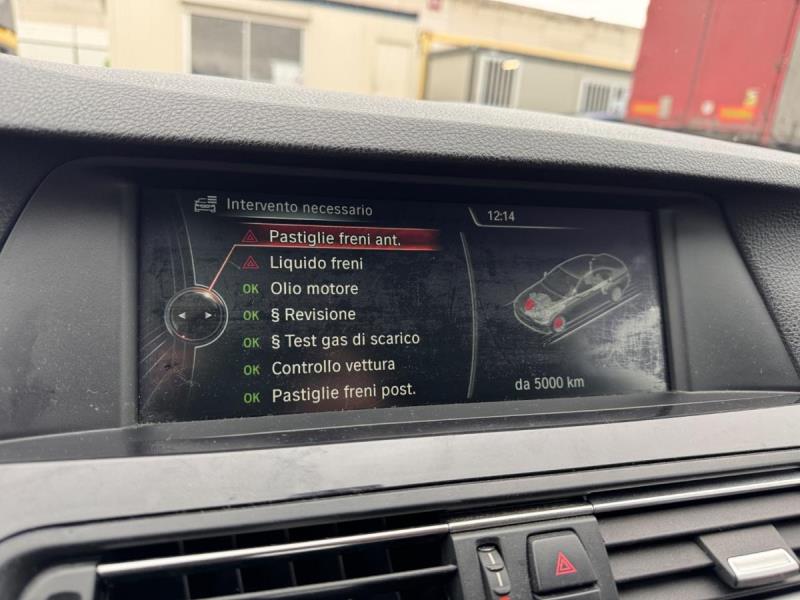 Intervento necessario
12:14
Pastiglie freni ant.
Liquido freni
OK Olio motore
OK § Revisione
OK § Test gas di scarico
OK Controllo vettura
OK Pastiglie freni post.
da 5000 km